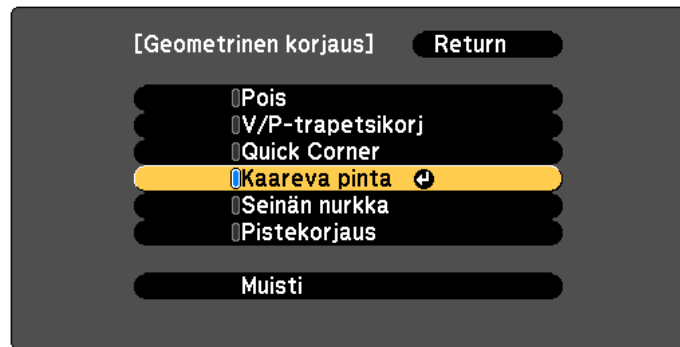 [Geometrinen korjaus] Return
Pois
V/P-trapetsikorj
Quick Corner
Kaareva pinta
Seinän nurkka
Pistekorjaus
Muisti